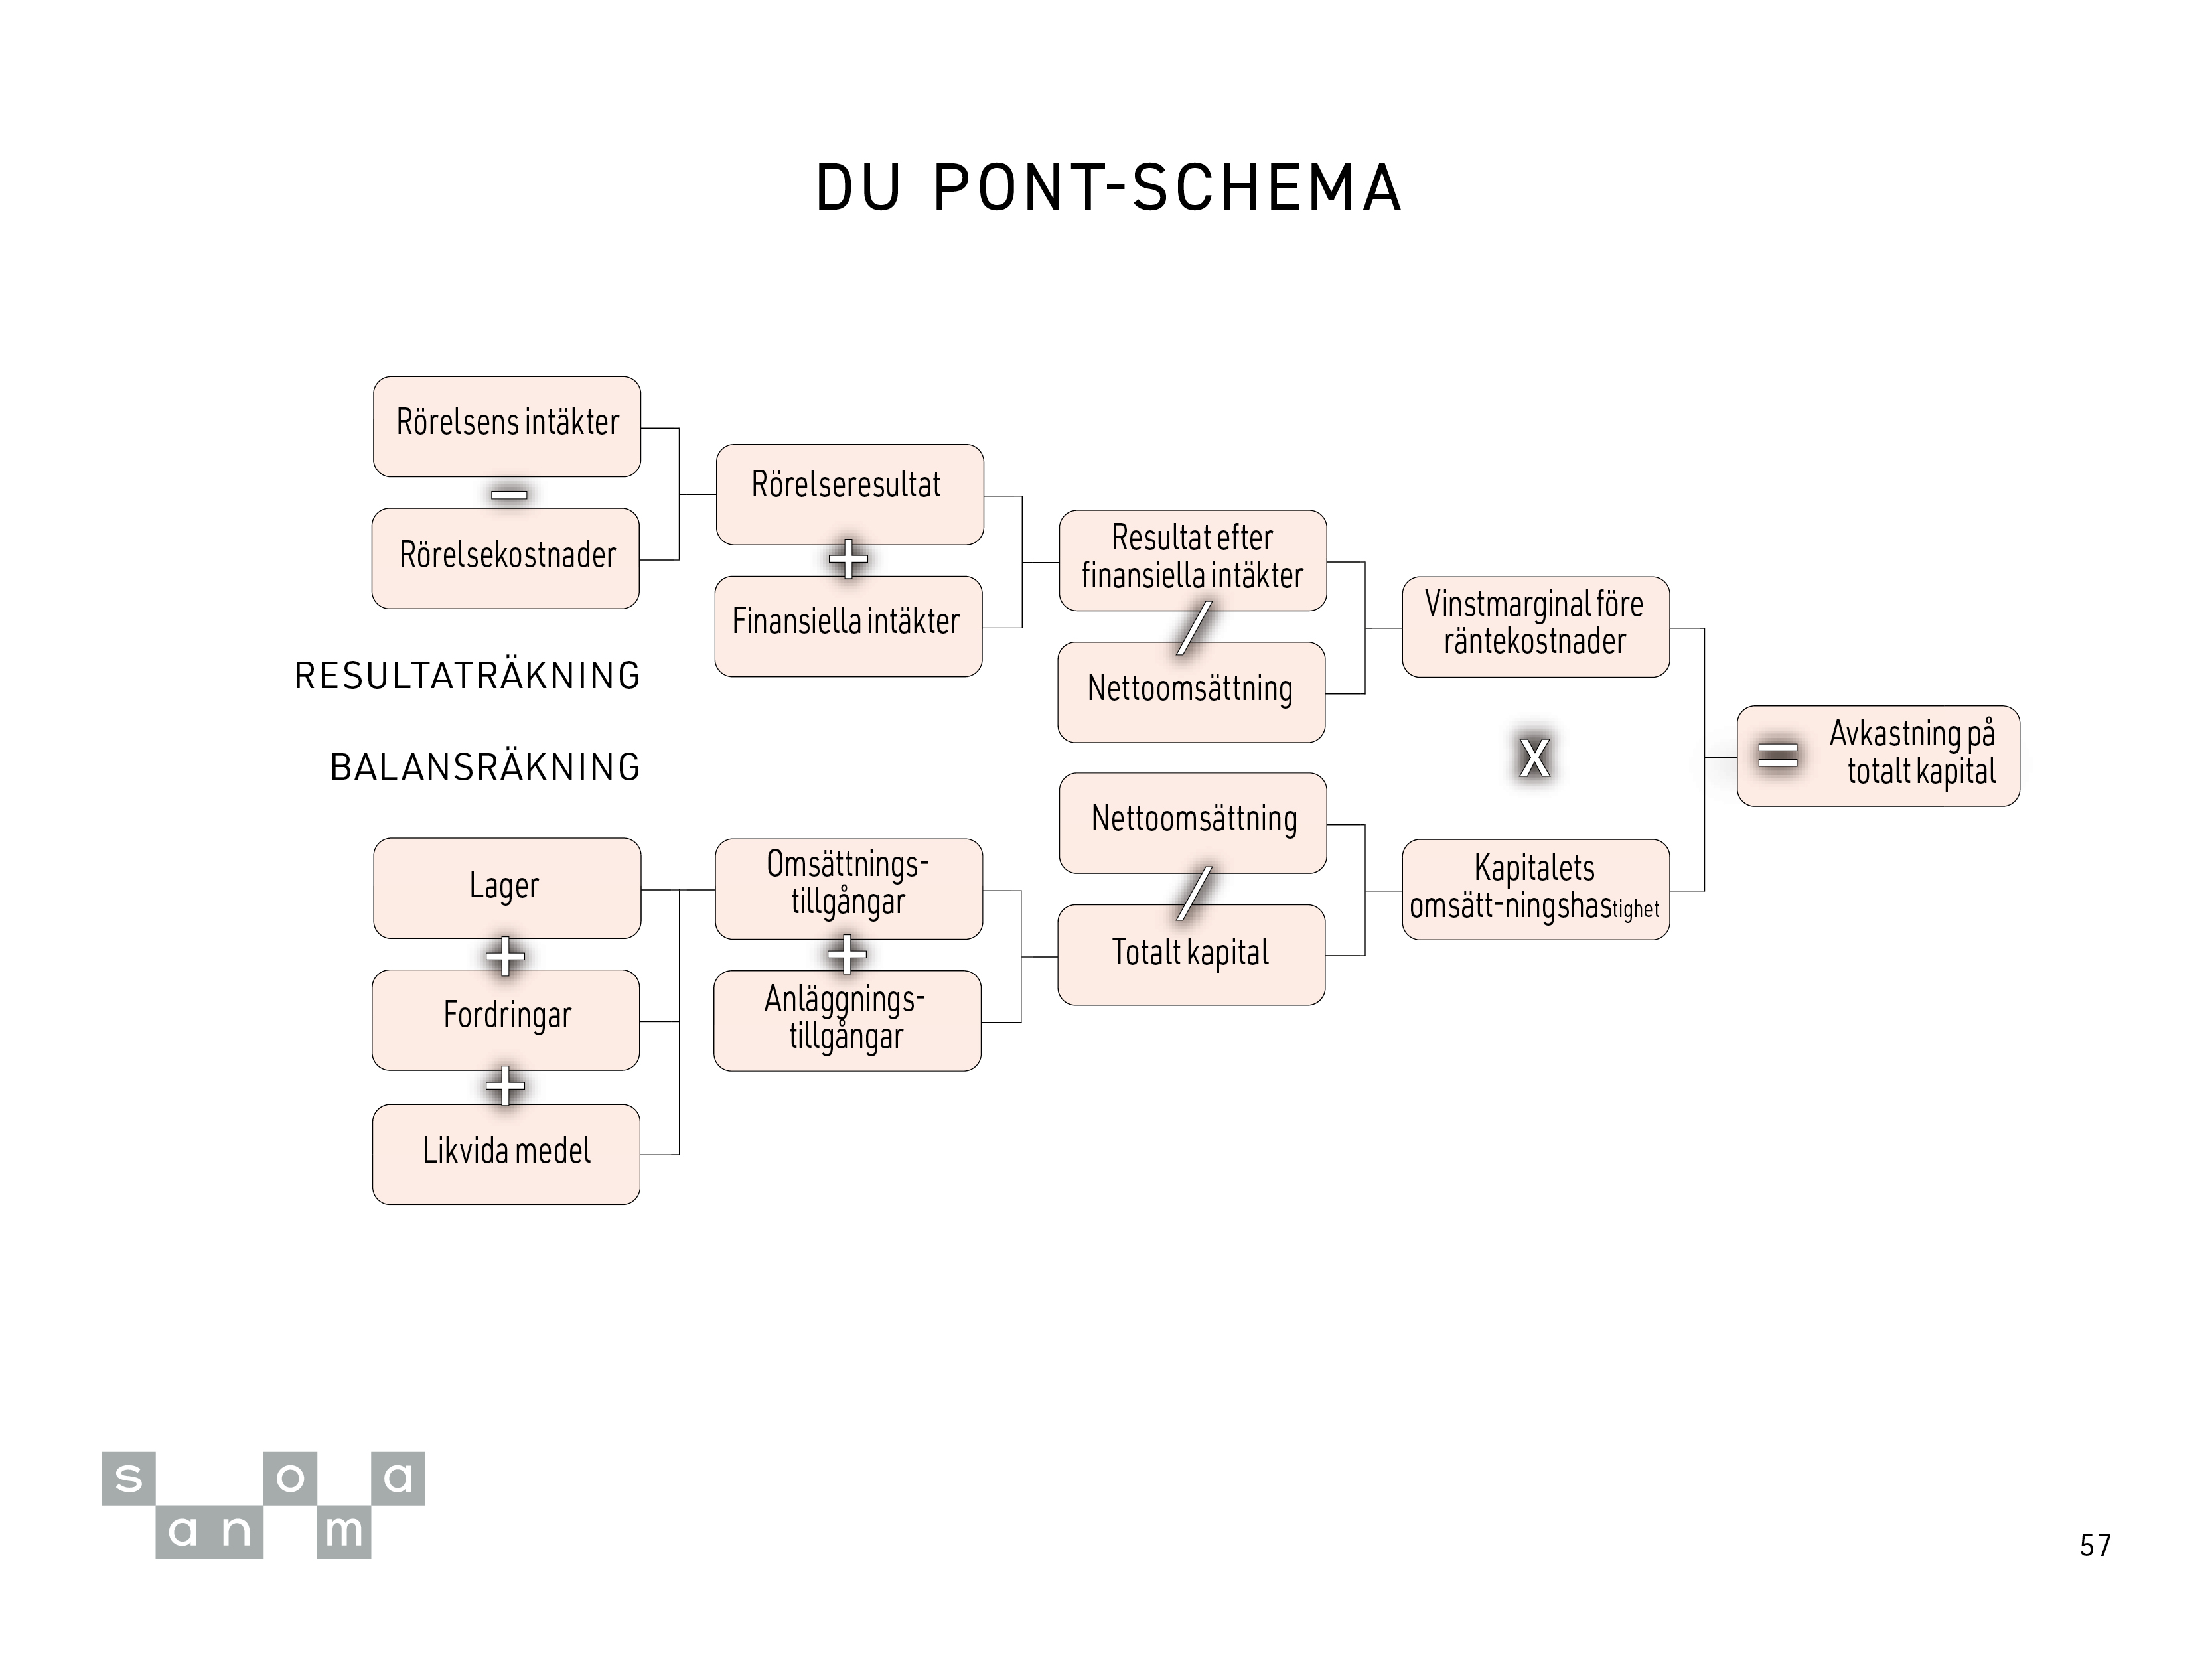 DU PONT-SCHEMA
Rörelsens intäkter
–
Rörelsekostnader
Rörelseresultat
+
Finansiella intäkter
Resultat efter
finansiella intäkter
/
Nettoomsättning
Vinstmarginal före
räntekostnader
RESULTATRÄKNING
BALANSRÄKNING
x
=
Avkastning på
totalt kapital
Lager
+
Fordringar
+
Likvida medel
Omsättnings-
tillgångar
+
Anläggnings-
tillgångar
Nettoomsättning
/
Totalt kapital
Kapitalets
omsätt-ningshastighet
sanoma
57